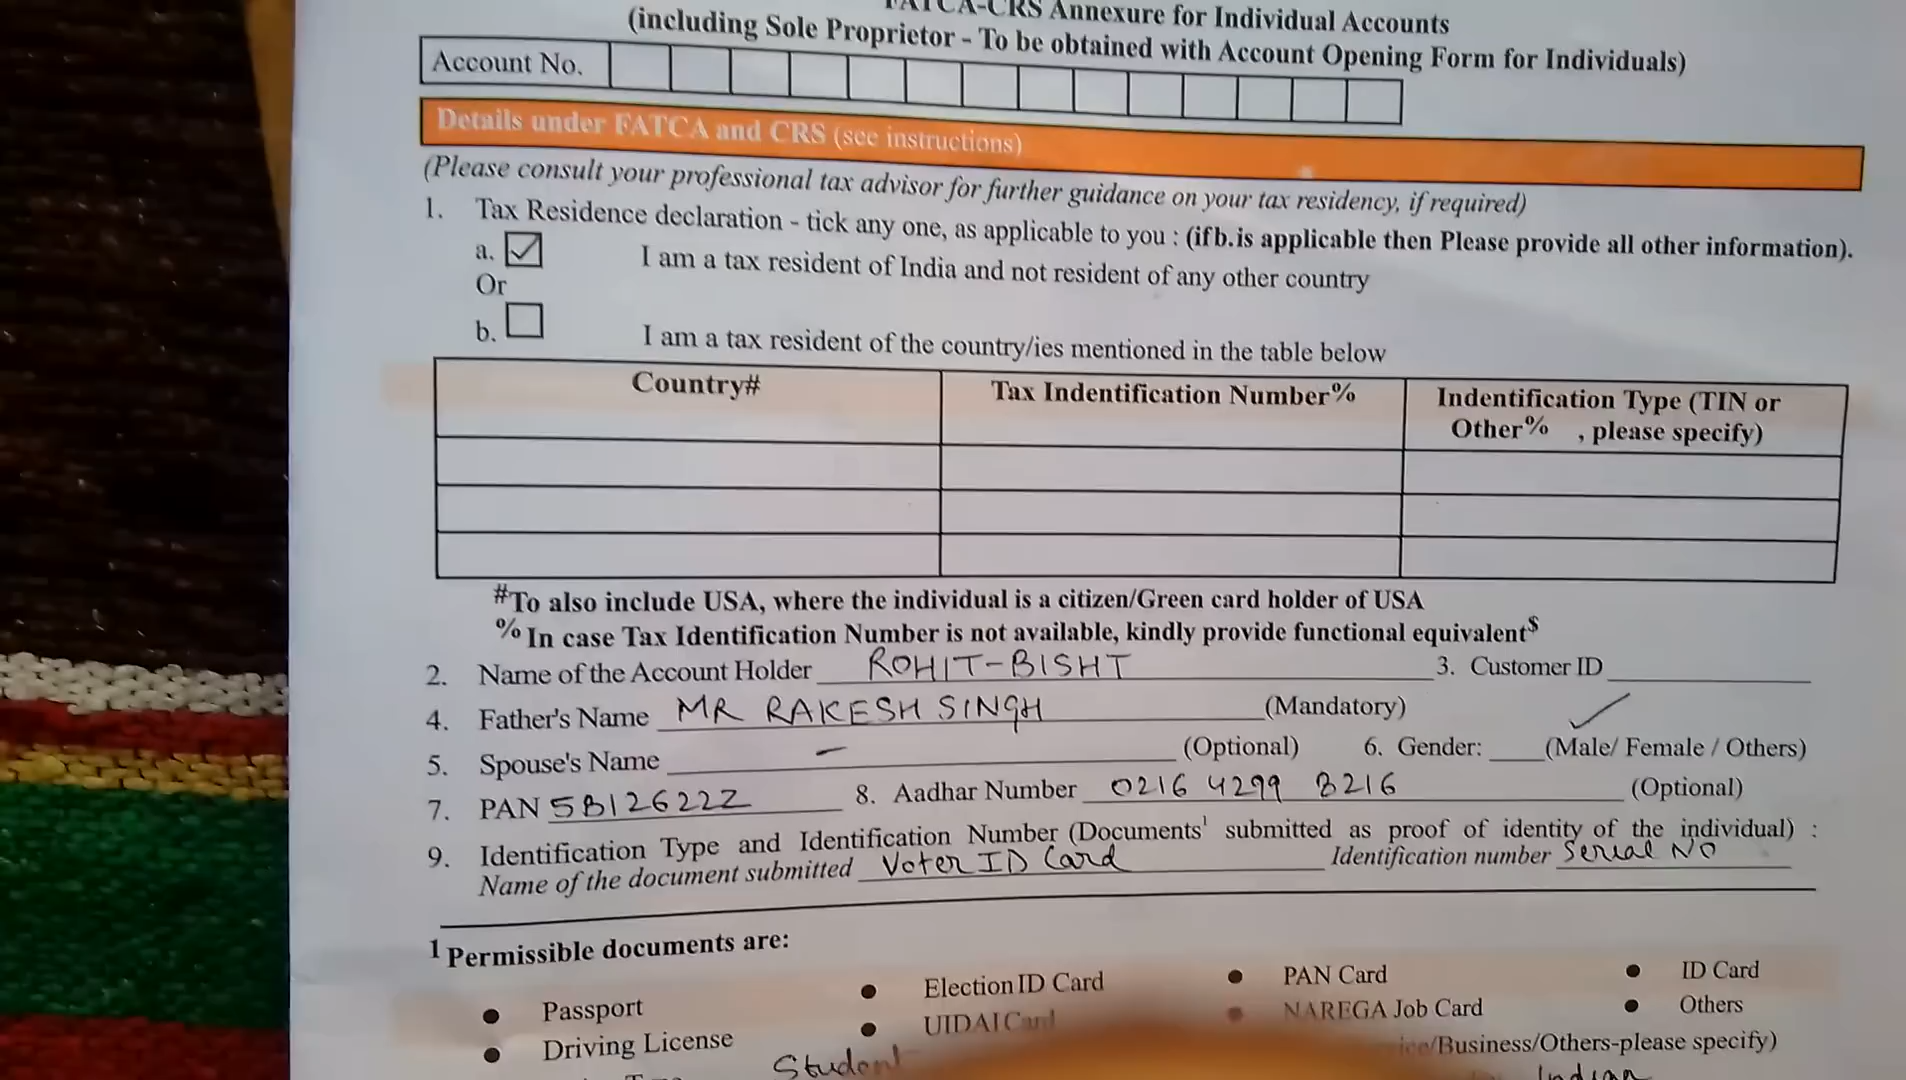 FATCA-CRS Annexure for Individual Accounts
(including Sole Proprietor - To be obtained with Account Opening Form for Individuals)
Account No.
Details under FATCA and CRS (see instructions)
(Please consult your professional tax advisor for further guidance on your tax residency, if required)
1. Tax Residence declaration - tick any one, as applicable to you : (if b.is applicable then Please provide all other information).
a. ☑ I am a tax resident of India and not resident of any other country
Or
b. ☐ I am a tax resident of the country/ies mentioned in the table below
Country# Tax Indentification Number% Indentification Type (TIN or
Other% , please specify)
#To also include USA, where the individual is a citizen/Green card holder of USA
% In case Tax Identification Number is not available, kindly provide functional equivalent$
2. Name of the Account Holder ROHIT-BISHT 3. Customer ID
4. Father's Name MR RAKESH SINGH (Mandatory)
5. Spouse's Name – (Optional) 6. Gender: ___ (Male/ Female / Others)
7. PAN 5B126222 8. Aadhar Number 0216 4299 8216 (Optional)
9. Identification Type and Identification Number (Documents1 submitted as proof of identity of the individual) :
Name of the document submitted Voter ID Card Identification number Serial No
1 Permissible documents are:
• Passport • Election ID Card • PAN Card • ID Card
• Driving License • UIDAI Card • NAREGA Job Card • Others
Student /Business/Others-please specify)
Indian